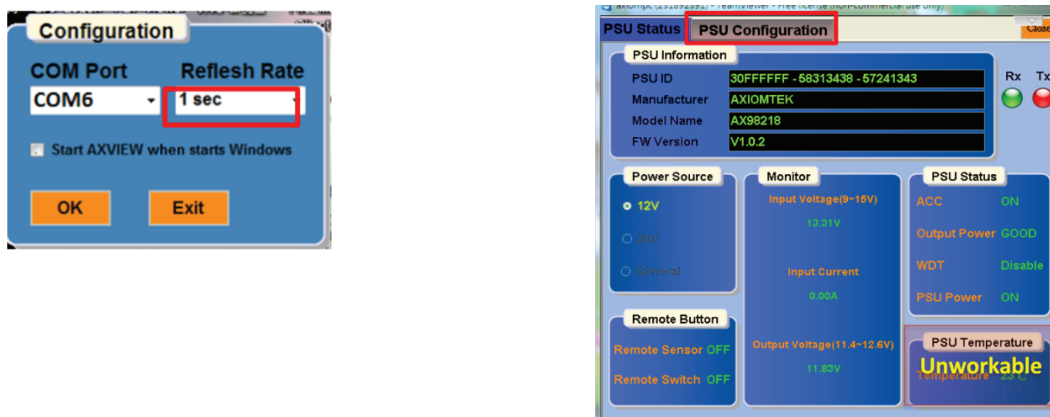 Configuration
COM Port Reflesh Rate
COM6 1 sec
Start AXVIEW when starts Windows
OK Exit
PSU Status PSU Configuration Close
PSU Information
PSU ID 30FFFFFF - 58313438 - 57241343 Rx Tx
Manufacturer AXIOMTEK
Model Name AX98218
FW Version V1.0.2
Power Source
12V
24V
General
Monitor
Input Voltage(9~15V)
13.31V
Input Current
0.00A
Output Voltage(11.4~12.6V)
11.83V
PSU Status
ACC ON
Output Power GOOD
WDT Disable
PSU Power ON
Remote Button
Remote Sensor OFF
Remote Switch OFF
PSU Temperature
Unworkable
Temperature